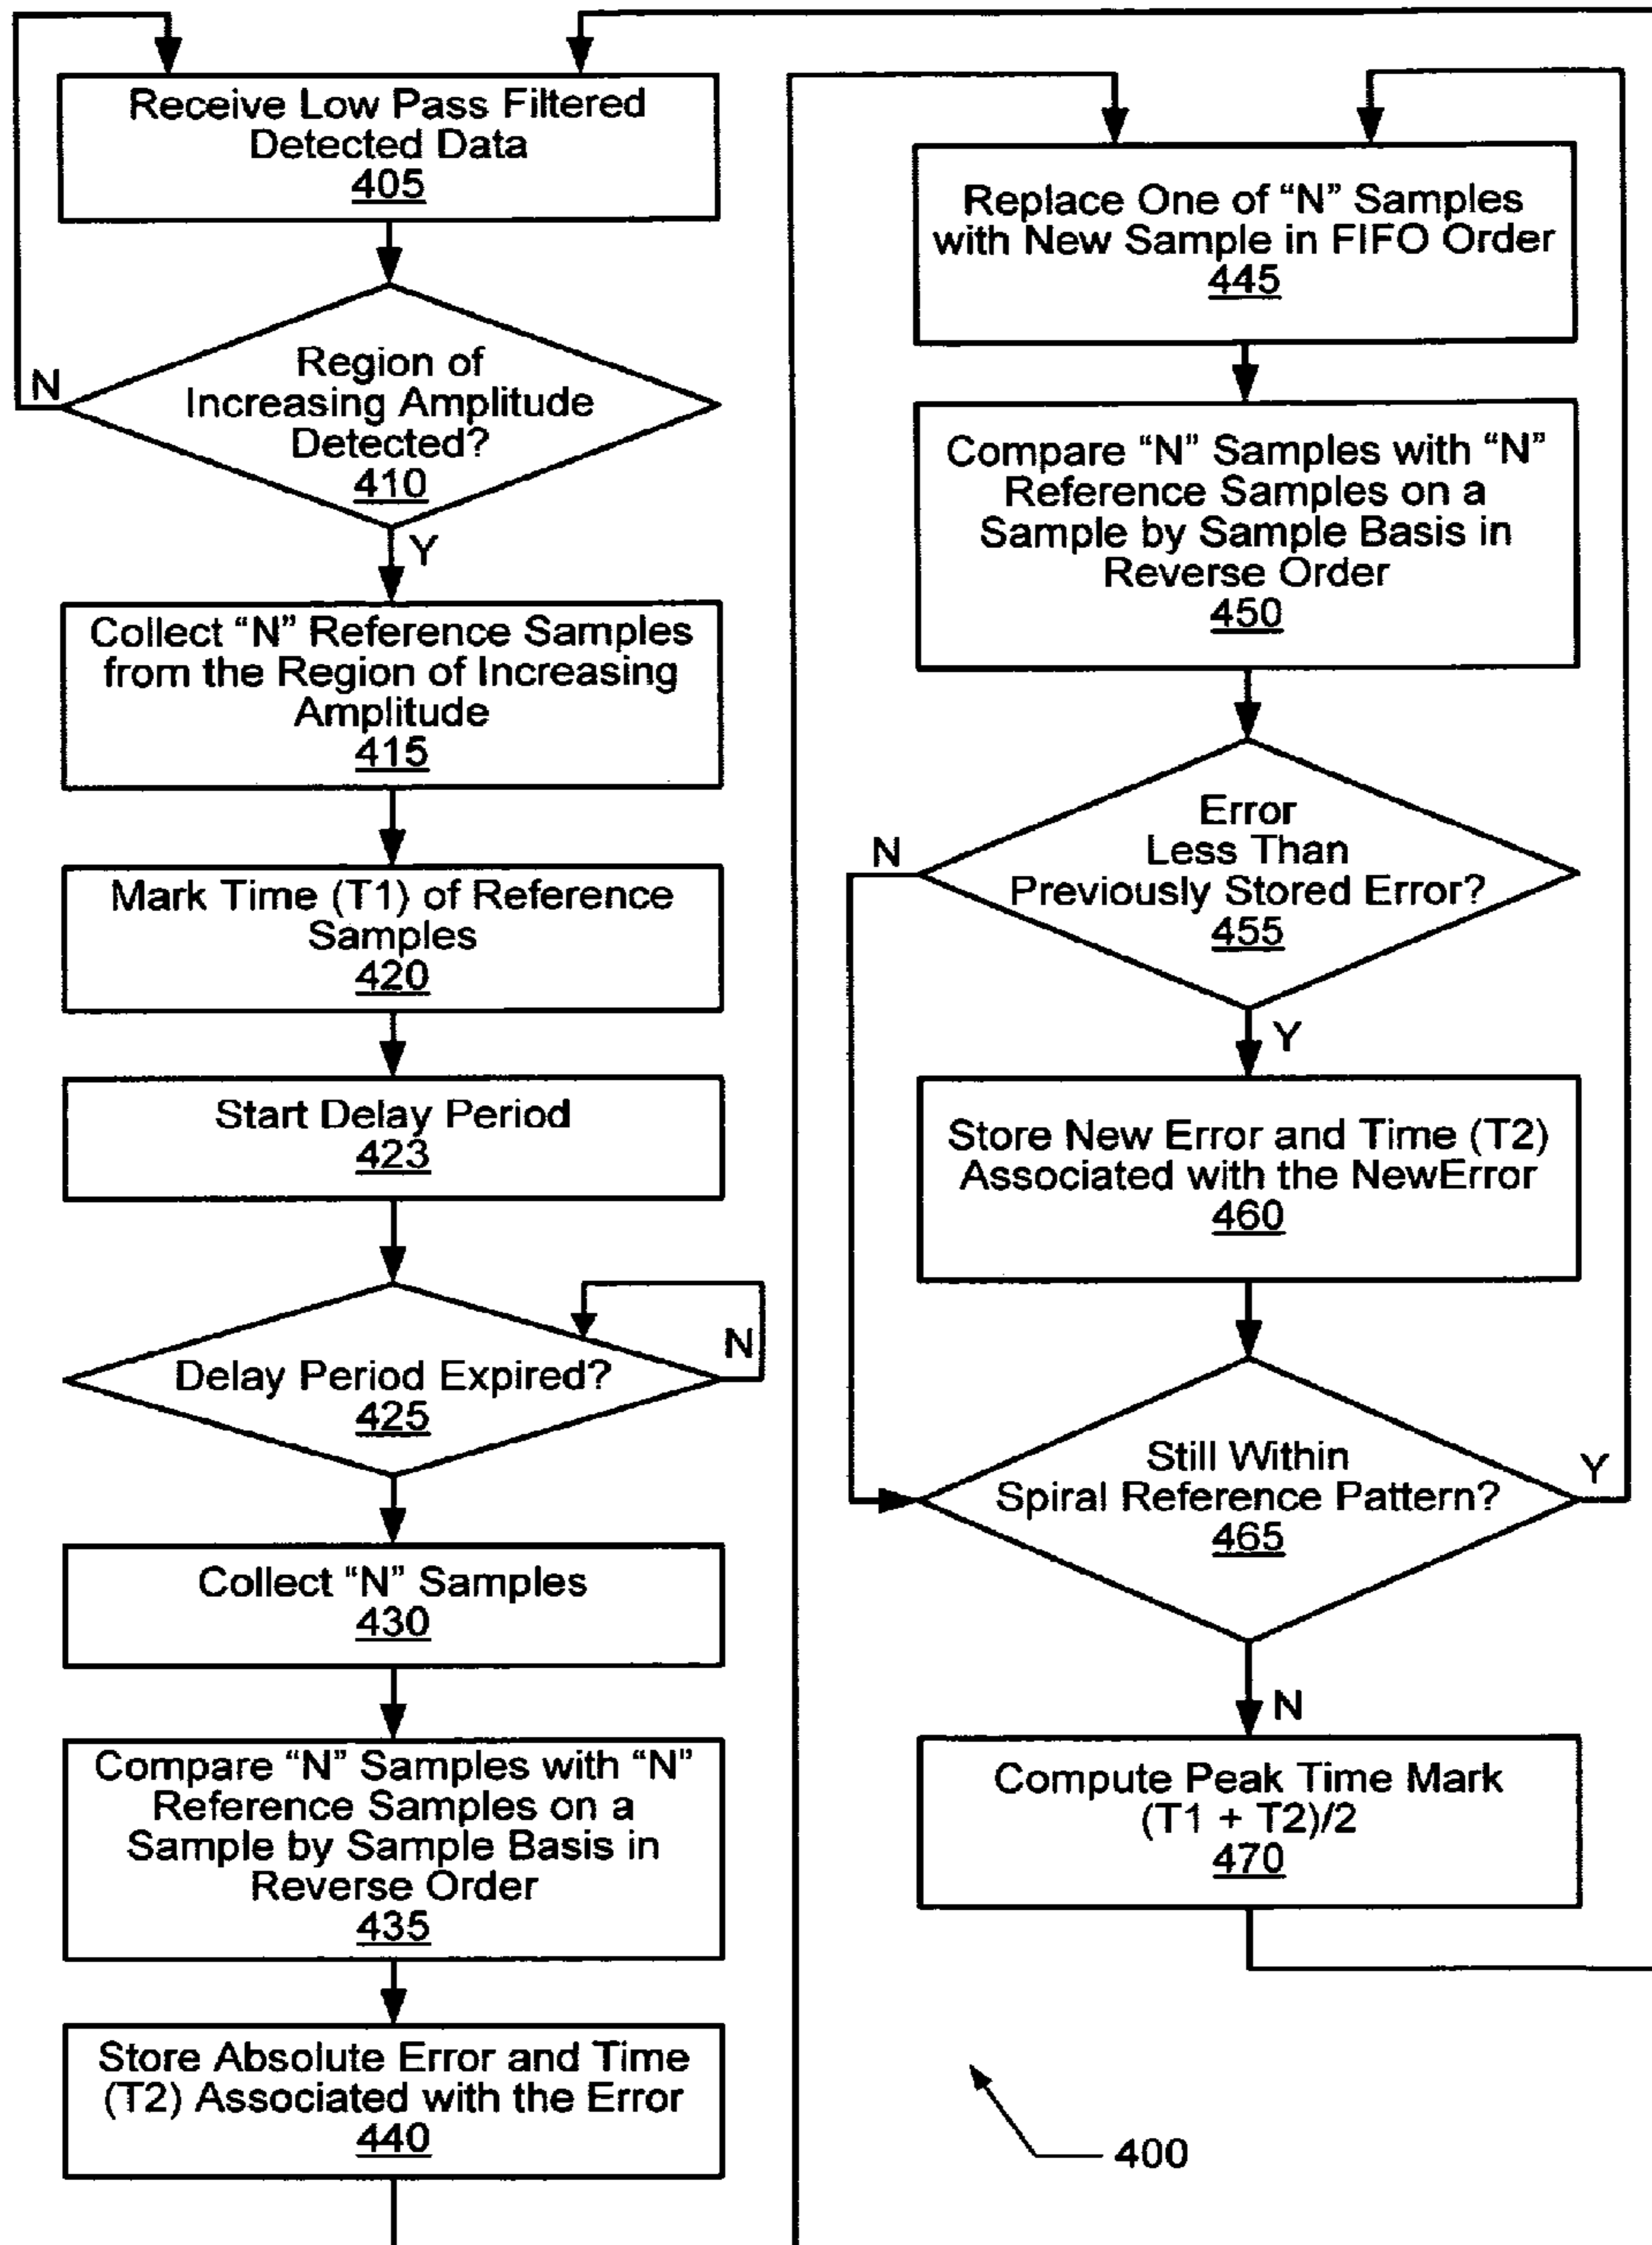 Receive Low Pass Filtered
Detected Data
405
N
Region of
Increasing Amplitude
Detected?
410
Y
Collect “N” Reference Samples
from the Region of Increasing
Amplitude
415
Mark Time (T1) of Reference
Samples
420
Start Delay Period
423
N
Delay Period Expired?
425
Collect “N” Samples
430
Compare “N” Samples with “N”
Reference Samples on a
Sample by Sample Basis in
Reverse Order
435
Store Absolute Error and Time
(T2) Associated with the Error
440
Replace One of “N” Samples
with New Sample in FIFO Order
445
Compare “N” Samples with “N”
Reference Samples on a
Sample by Sample Basis in
Reverse Order
450
N
Error
Less Than
Previously Stored Error?
455
Y
Store New Error and Time (T2)
Associated with the NewError
460
Still Within
Spiral Reference Pattern?
465
Y
N
Compute Peak Time Mark
(T1 + T2)/2
470
400